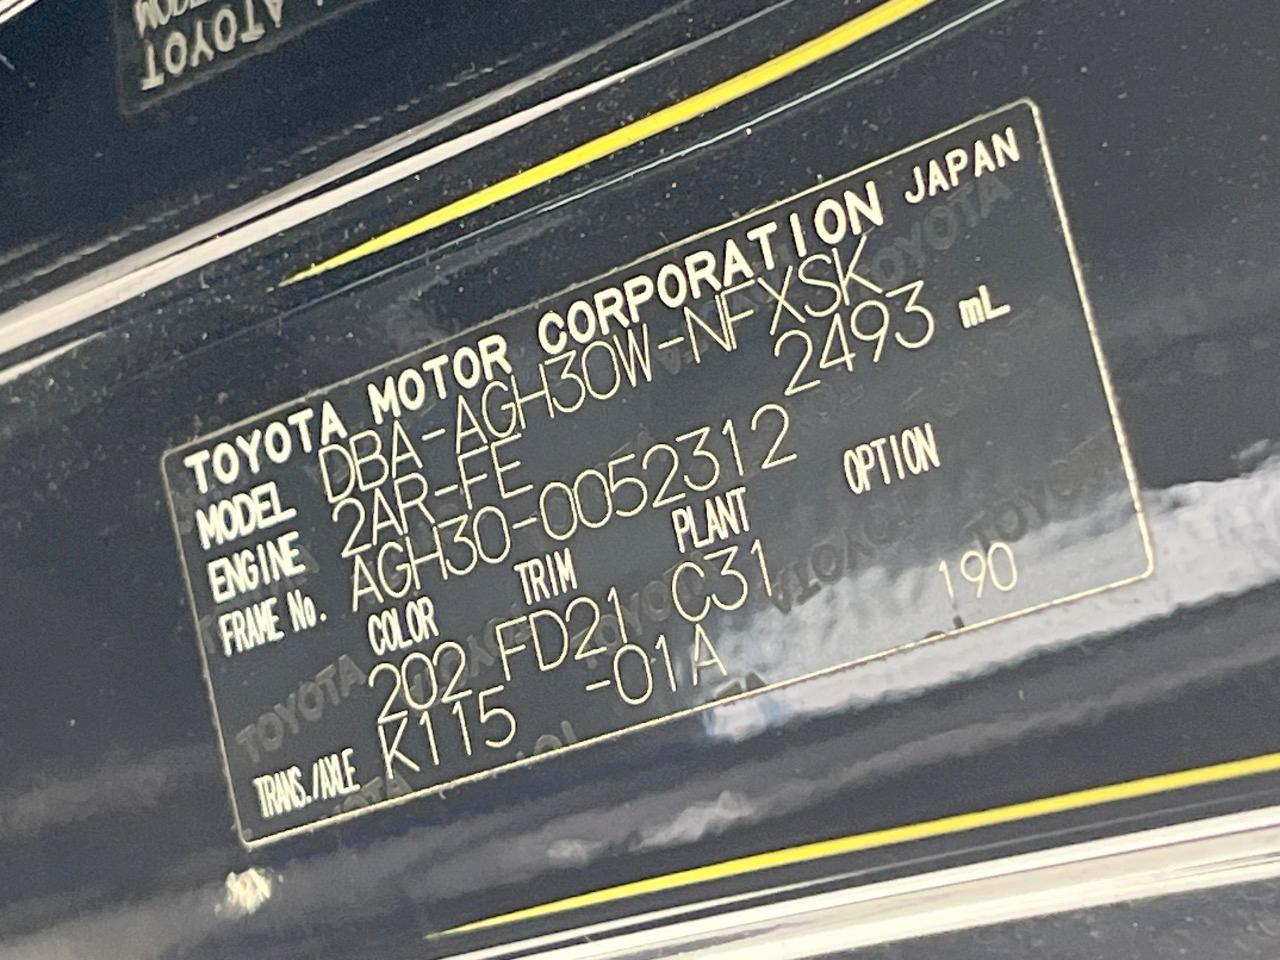 TOYOTA MOTOR CORPORATION JAPAN
MODEL DBA-AGH30W-NFXSK
ENGINE 2AR-FE 2493 mL
FRAME No. AGH30-0052312
COLOR TRIM PLANT OPTION
202 FD21 C31 190
TRANS./AXLE K115 -01A